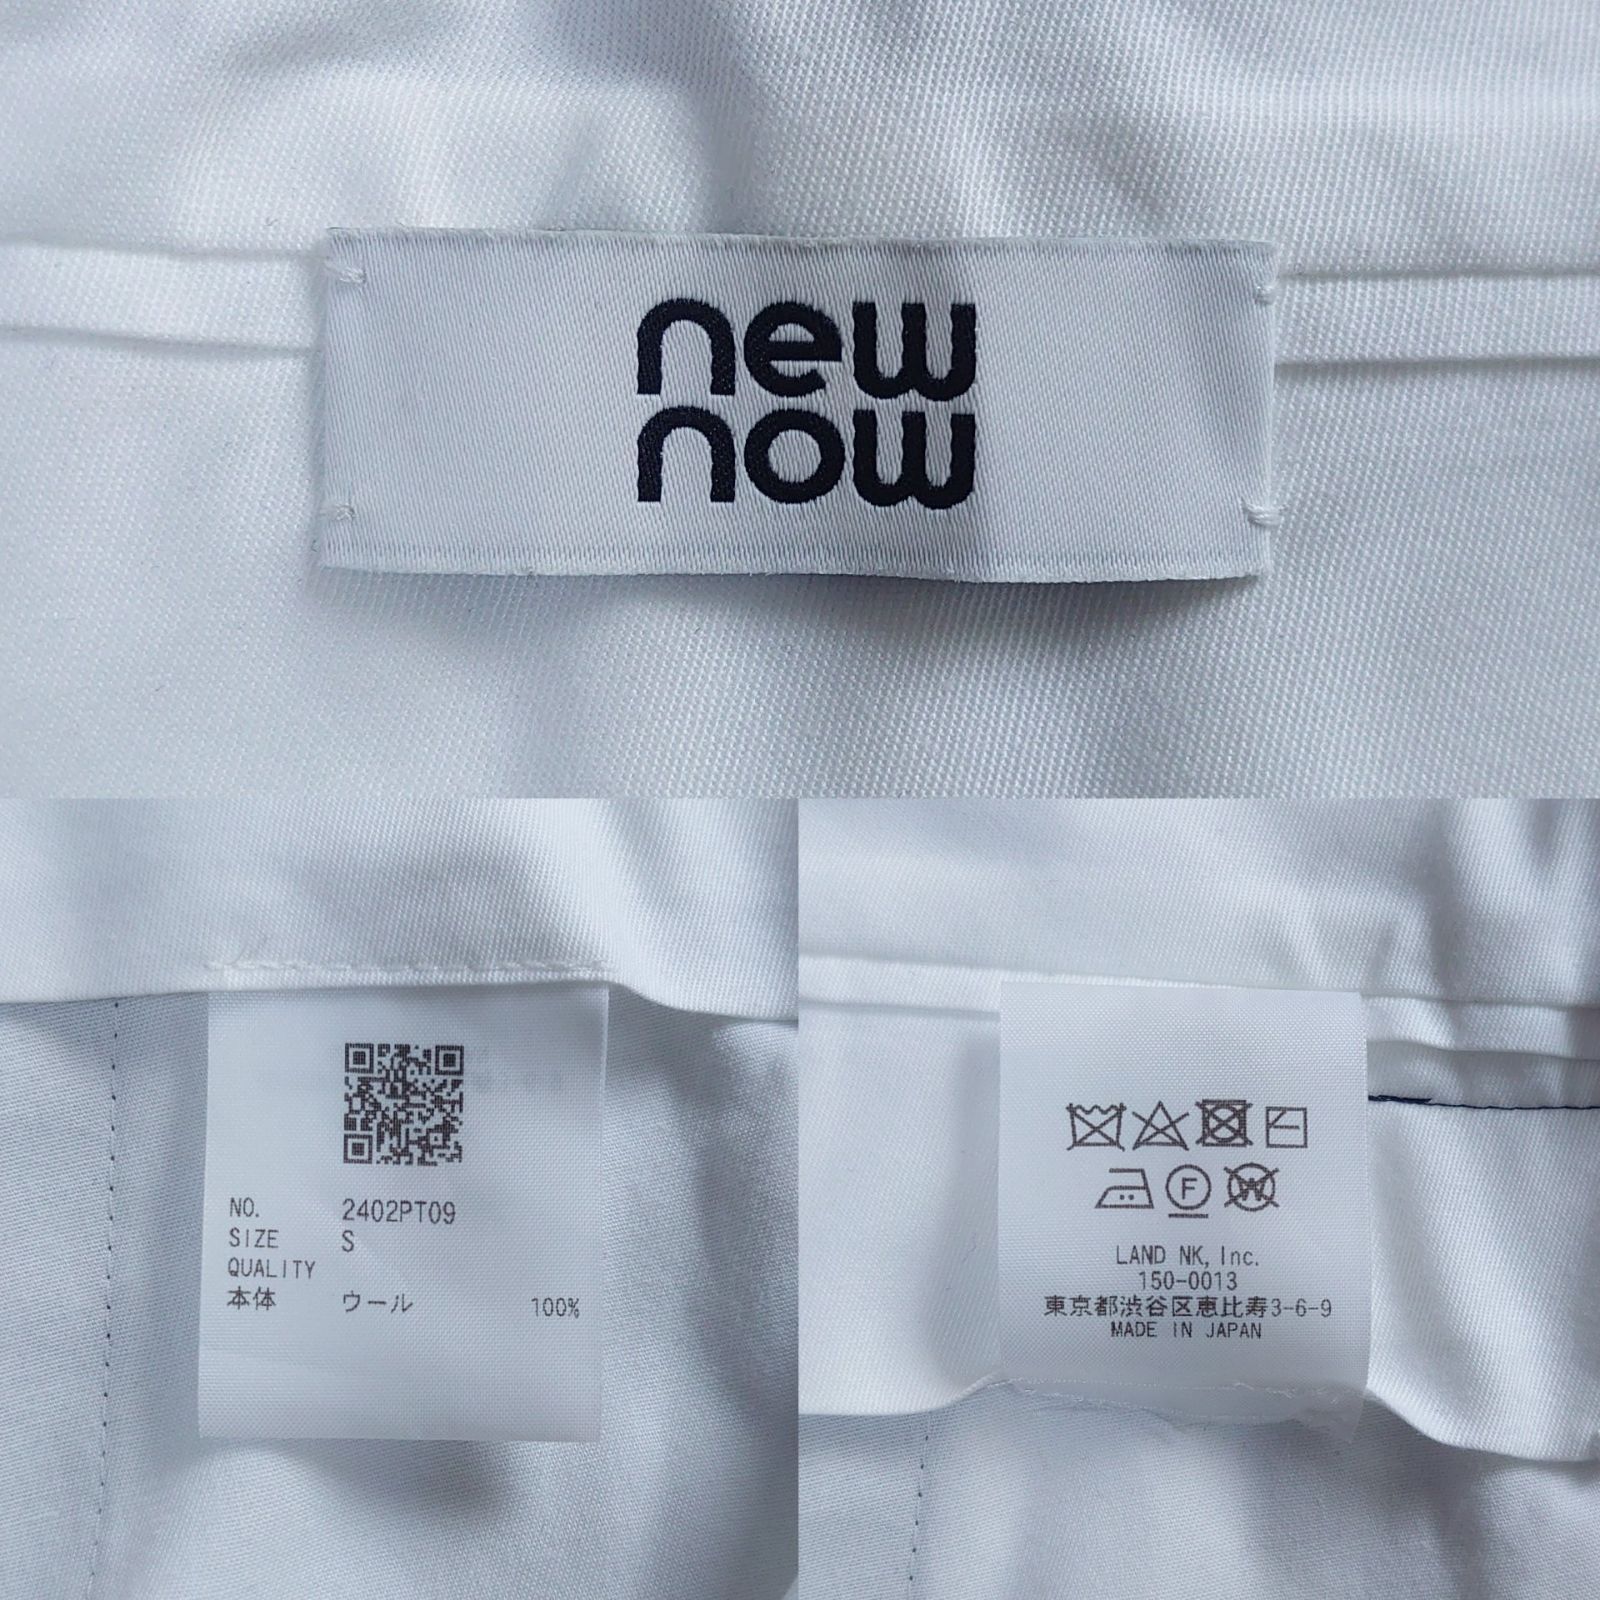 new
now
NO. 2402PT09
SIZE S
QUALITY
本体 ウール 100%
F
W
LAND NK, Inc.
150-0013
東京都渋谷区恵比寿3-6-9
MADE IN JAPAN